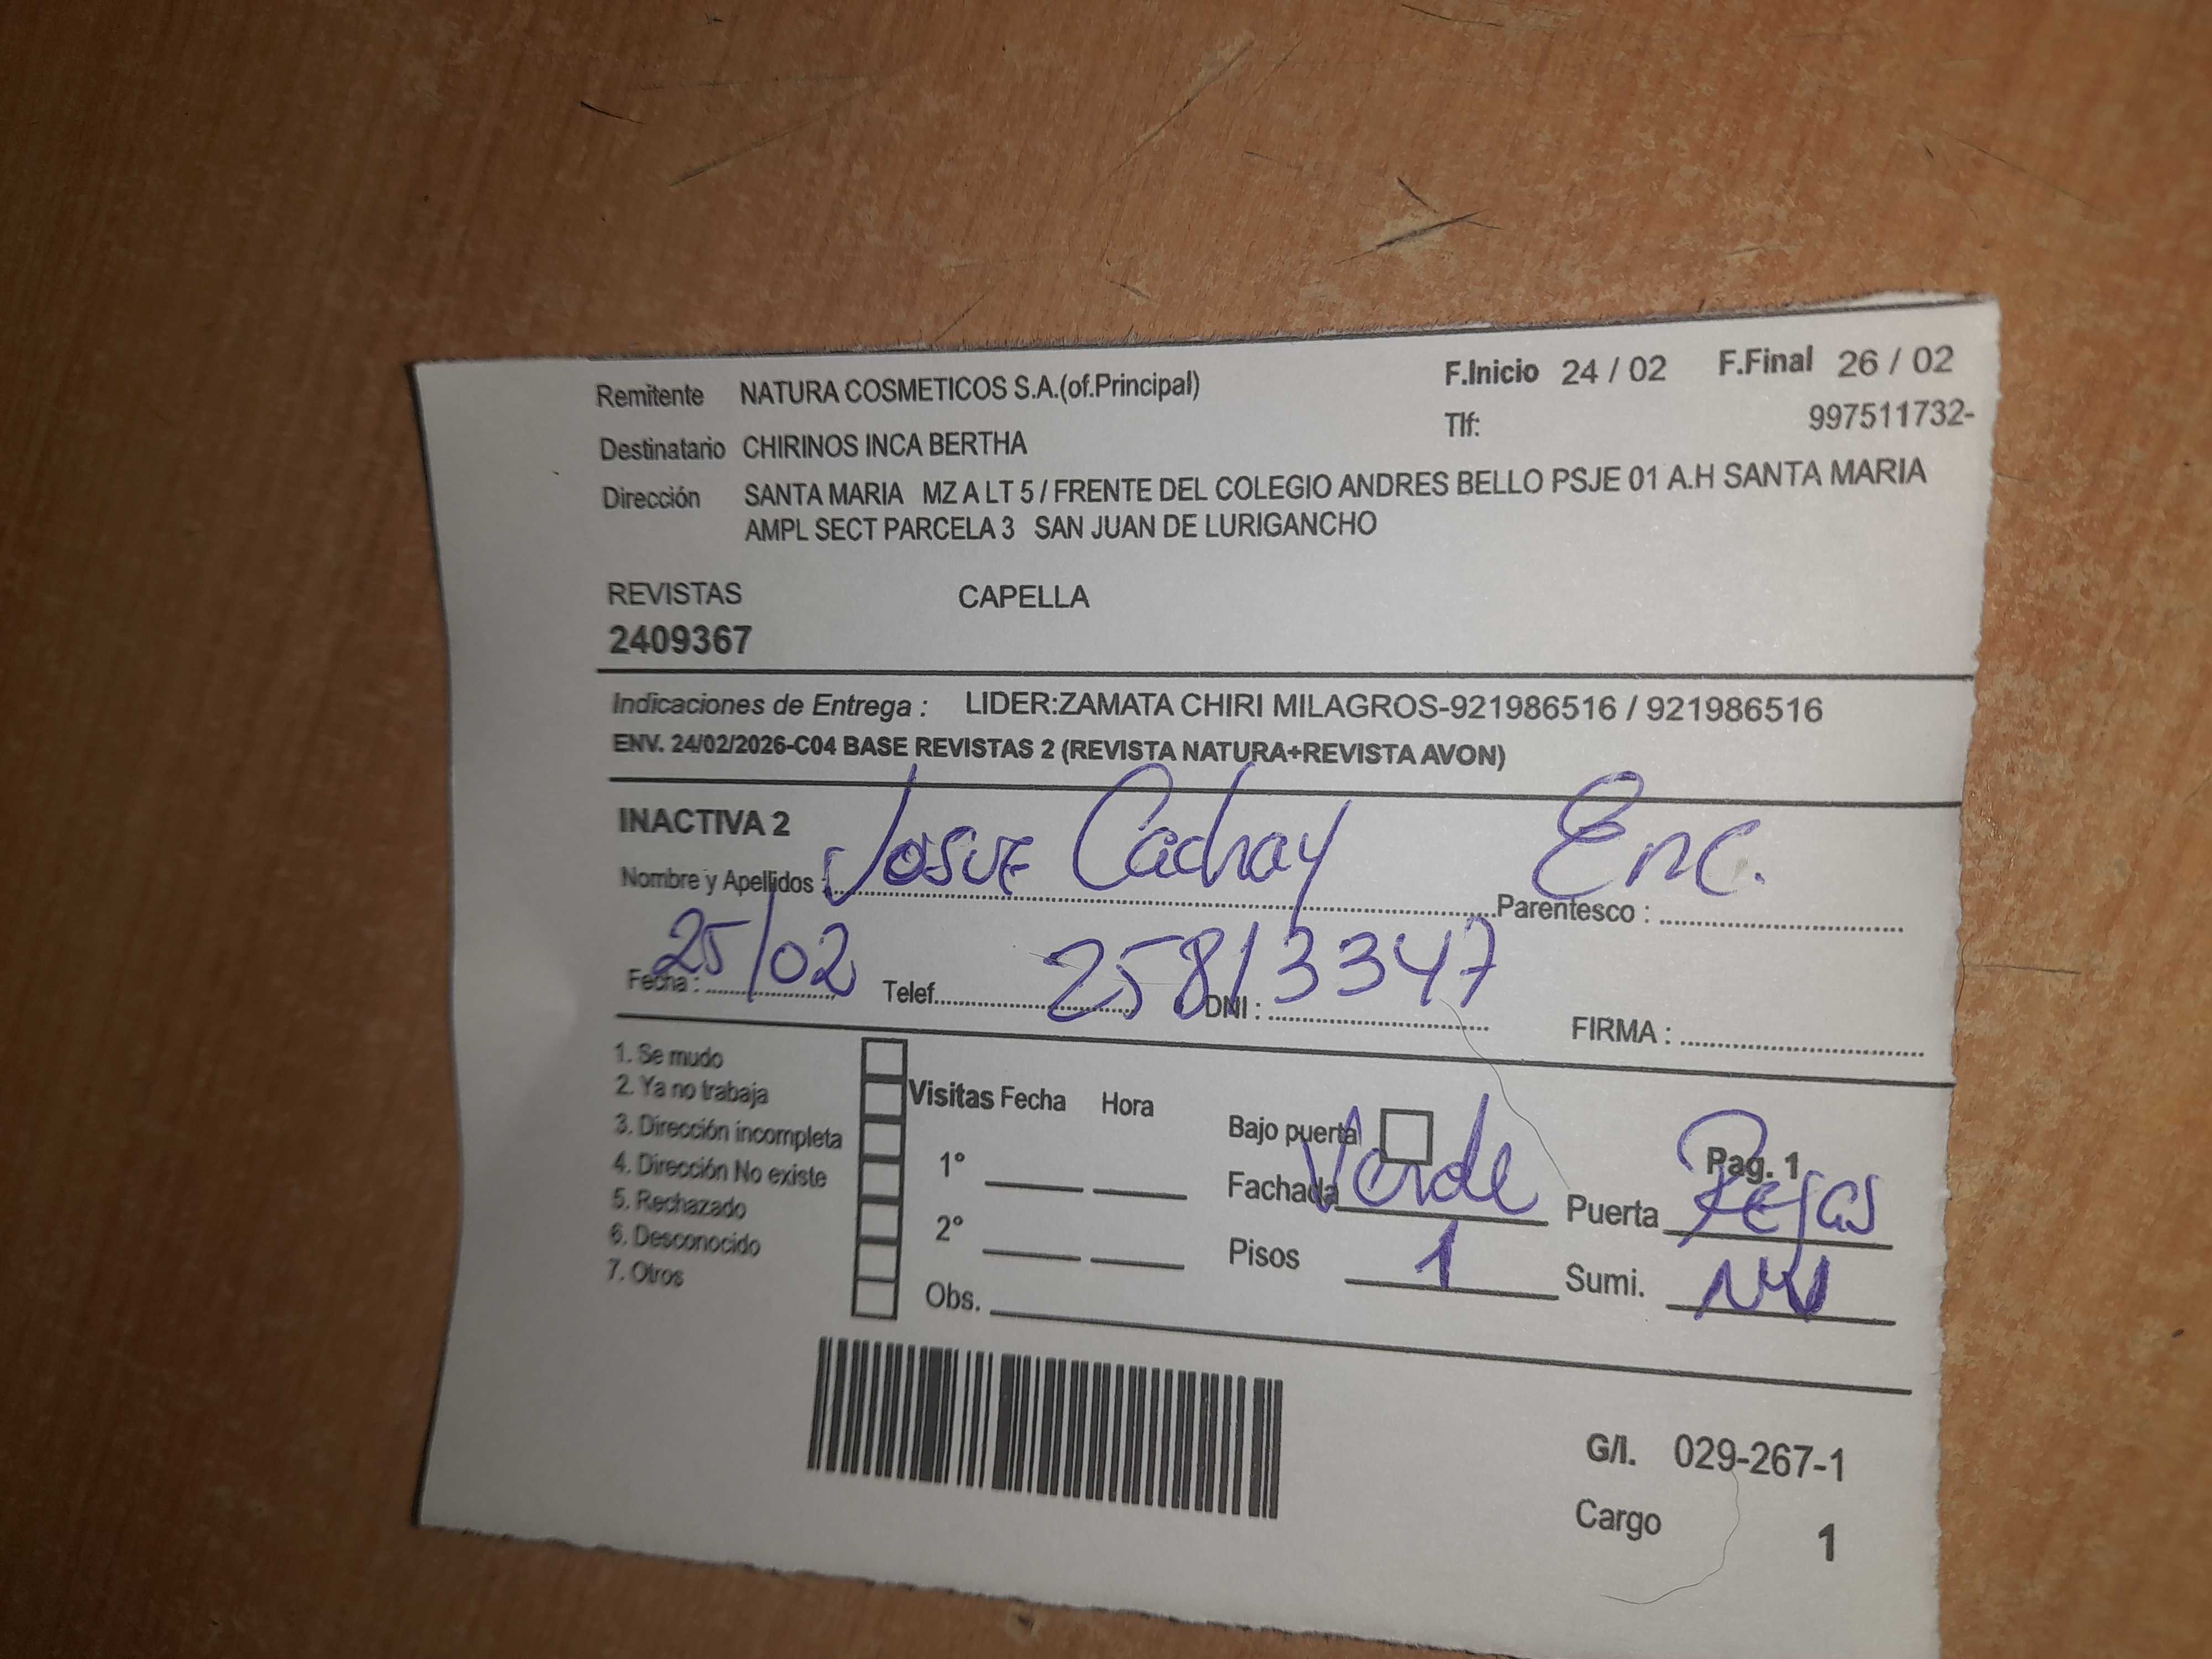 Remitente NATURA COSMETICOS S.A.(of.Principal) F.Inicio 24 / 02 F.Final 26 / 02
Tlf: 997511732-
Destinatario CHIRINOS INCA BERTHA
Dirección SANTA MARIA MZ A LT 5 / FRENTE DEL COLEGIO ANDRES BELLO PSJE 01 A.H SANTA MARIA
AMPL SECT PARCELA 3 SAN JUAN DE LURIGANCHO
REVISTAS CAPELLA
2409367
Indicaciones de Entrega : LIDER:ZAMATA CHIRI MILAGROS-921986516 / 921986516
ENV. 24/02/2026-C04 BASE REVISTAS 2 (REVISTA NATURA+REVISTA AVON)
INACTIVA 2
Nombre y Apellidos : Josue Cachay Parentesco : Enc.
Fecha : 25/02 Telef. DNI : 25813347 FIRMA :
1. Se mudo
2. Ya no trabaja
3. Dirección incompleta
4. Dirección No existe
5. Rechazado
6. Desconocido
7. Otros
Visitas Fecha Hora
1°
2°
Obs.
Bajo puerta Pag. 1
Fachada Verde Puerta Rejas
Pisos 1 Sumi.
G/I. 029-267-1
Cargo 1